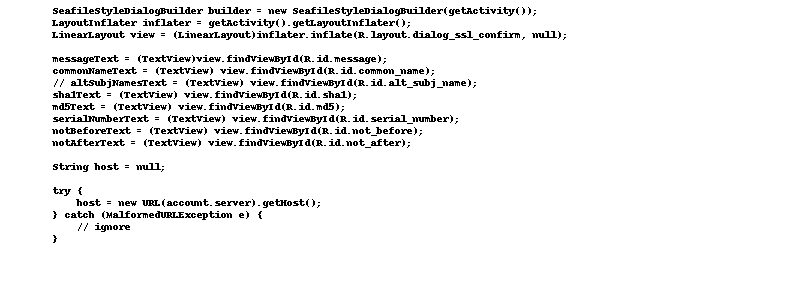 SeafileStyleDialogBuilder builder = new SeafileStyleDialogBuilder(getActivity());
LayoutInflater inflater = getActivity().getLayoutInflater();
LinearLayout view = (LinearLayout)inflater.inflate(R.layout.dialog_ssl_confirm, null);
messageText = (TextView)view.findViewById(R.id.message);
commonNameText = (TextView) view.findViewById(R.id.common_name);
// altSubjNamesText = (TextView) view.findViewById(R.id.alt_subj_name);
sha1Text = (TextView) view.findViewById(R.id.sha1);
md5Text = (TextView) view.findViewById(R.id.md5);
serialNumberText = (TextView) view.findViewById(R.id.serial_number);
notBeforeText = (TextView) view.findViewById(R.id.not_before);
notAfterText = (TextView) view.findViewById(R.id.not_after);
String host = null;
try {
host = new URL(account.server).getHost();
} catch (MalformedURLException e) {
// ignore
}